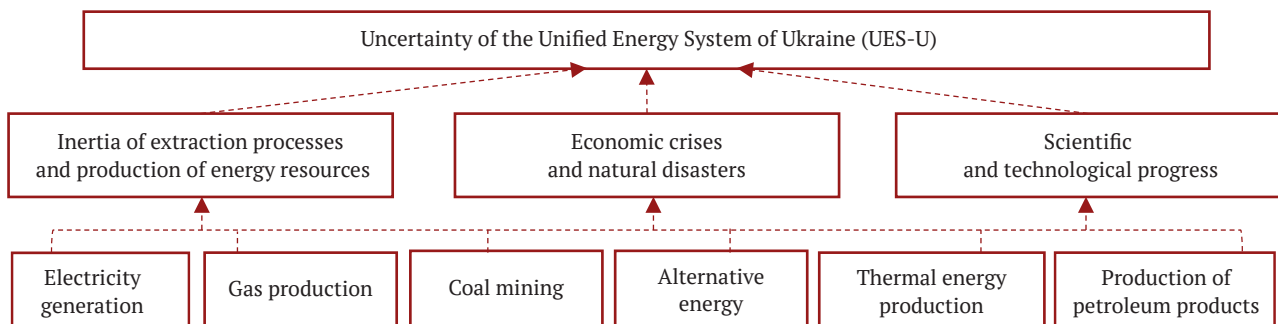 Uncertainty of the Unified Energy System of Ukraine (UES-U)
Inertia of extraction processes
and production of energy resources
Economic crises
and natural disasters
Scientific
and technological progress
Electricity
generation
Gas production
Coal mining
Alternative
energy
Thermal energy
production
Production of
petroleum products